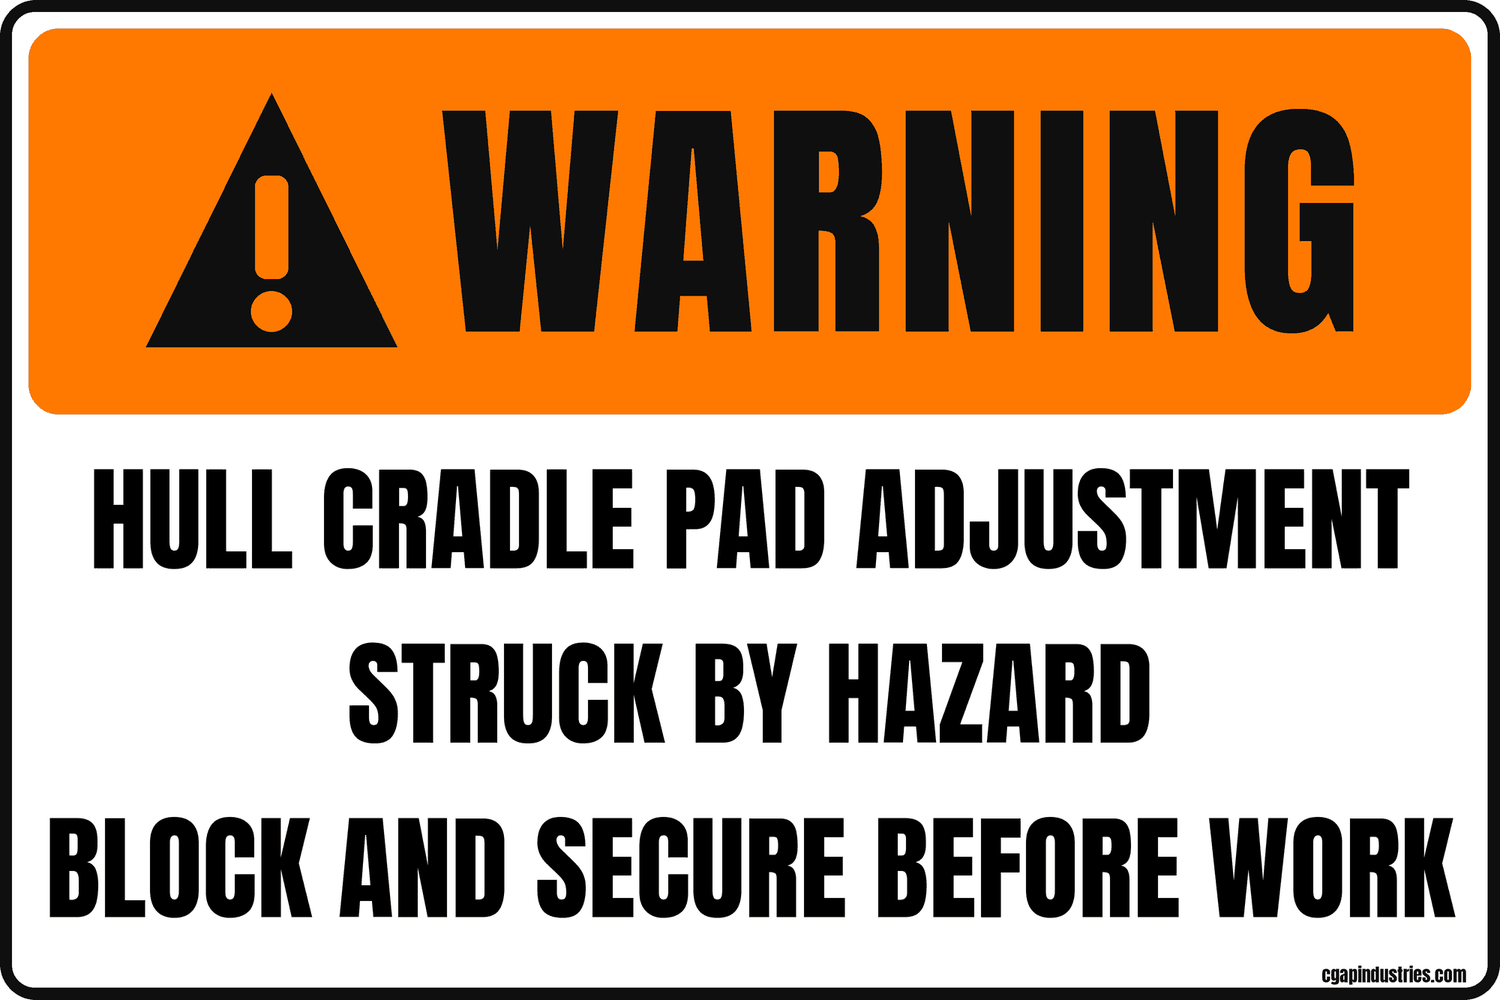 WARNING
HULL CRADLE PAD ADJUSTMENT
STRUCK BY HAZARD
BLOCK AND SECURE BEFORE WORK
cgapindustries.com